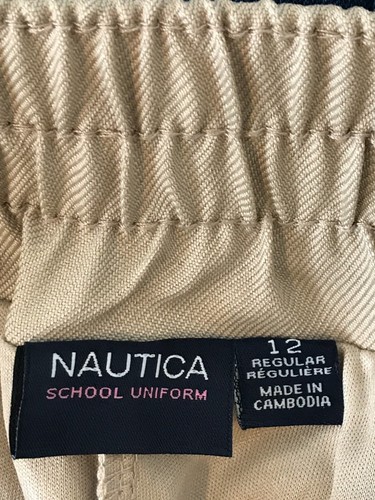 NAUTICA
SCHOOL UNIFORM
12
REGULAR
RÉGULIÈRE
MADE IN
CAMBODIA